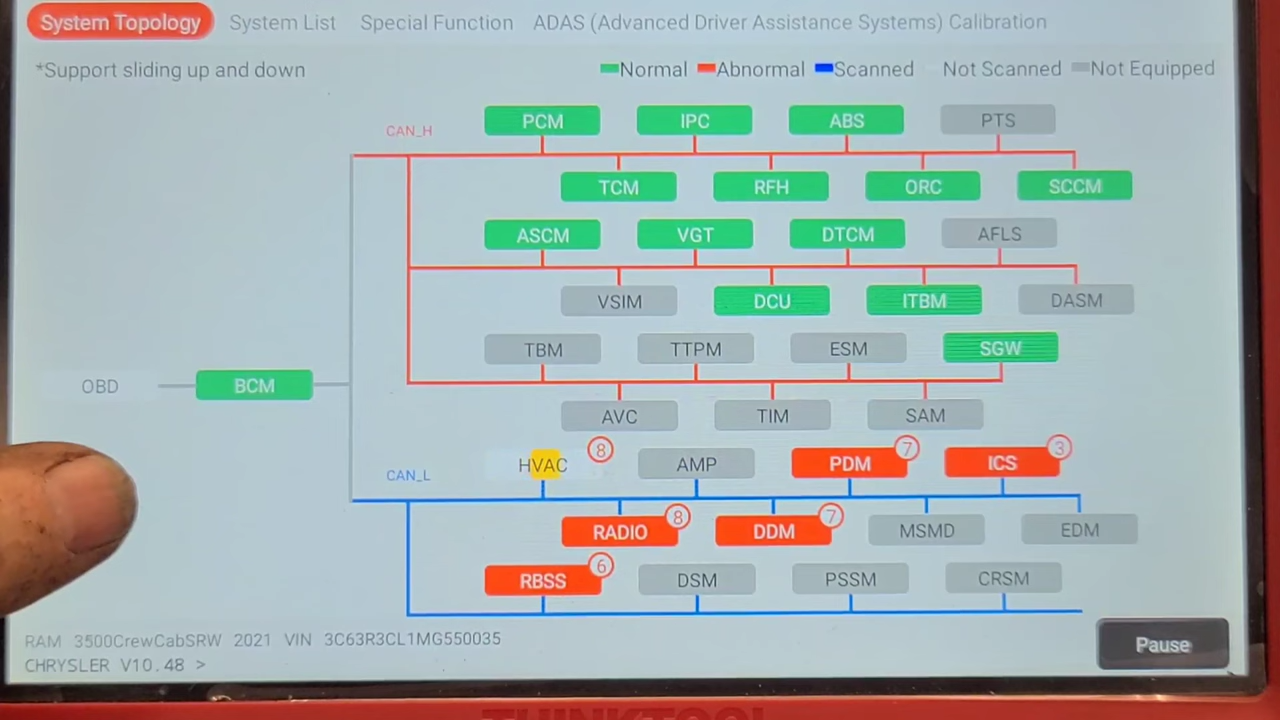 System Topology System List Special Function ADAS (Advanced Driver Assistance Systems) Calibration
*Support sliding up and down Normal Abnormal Scanned Not Scanned Not Equipped
CAN_H PCM IPC ABS PTS
TCM RFH ORC SCCM
ASCM VGT DTCM AFLS
VSIM DCU ITBM DASM
TBM TTPM ESM SGW
OBD BCM
AVC TIM SAM
CAN_L HVAC 8 AMP PDM 7 ICS 3
RADIO 8 DDM 7 MSMD EDM
RBSS 6 DSM PSSM CRSM
RAM 3500CrewCabSRW 2021 VIN 3C63R3CL1MG550035
CHRYSLER V10.48 >
Pause
THINKTOOL